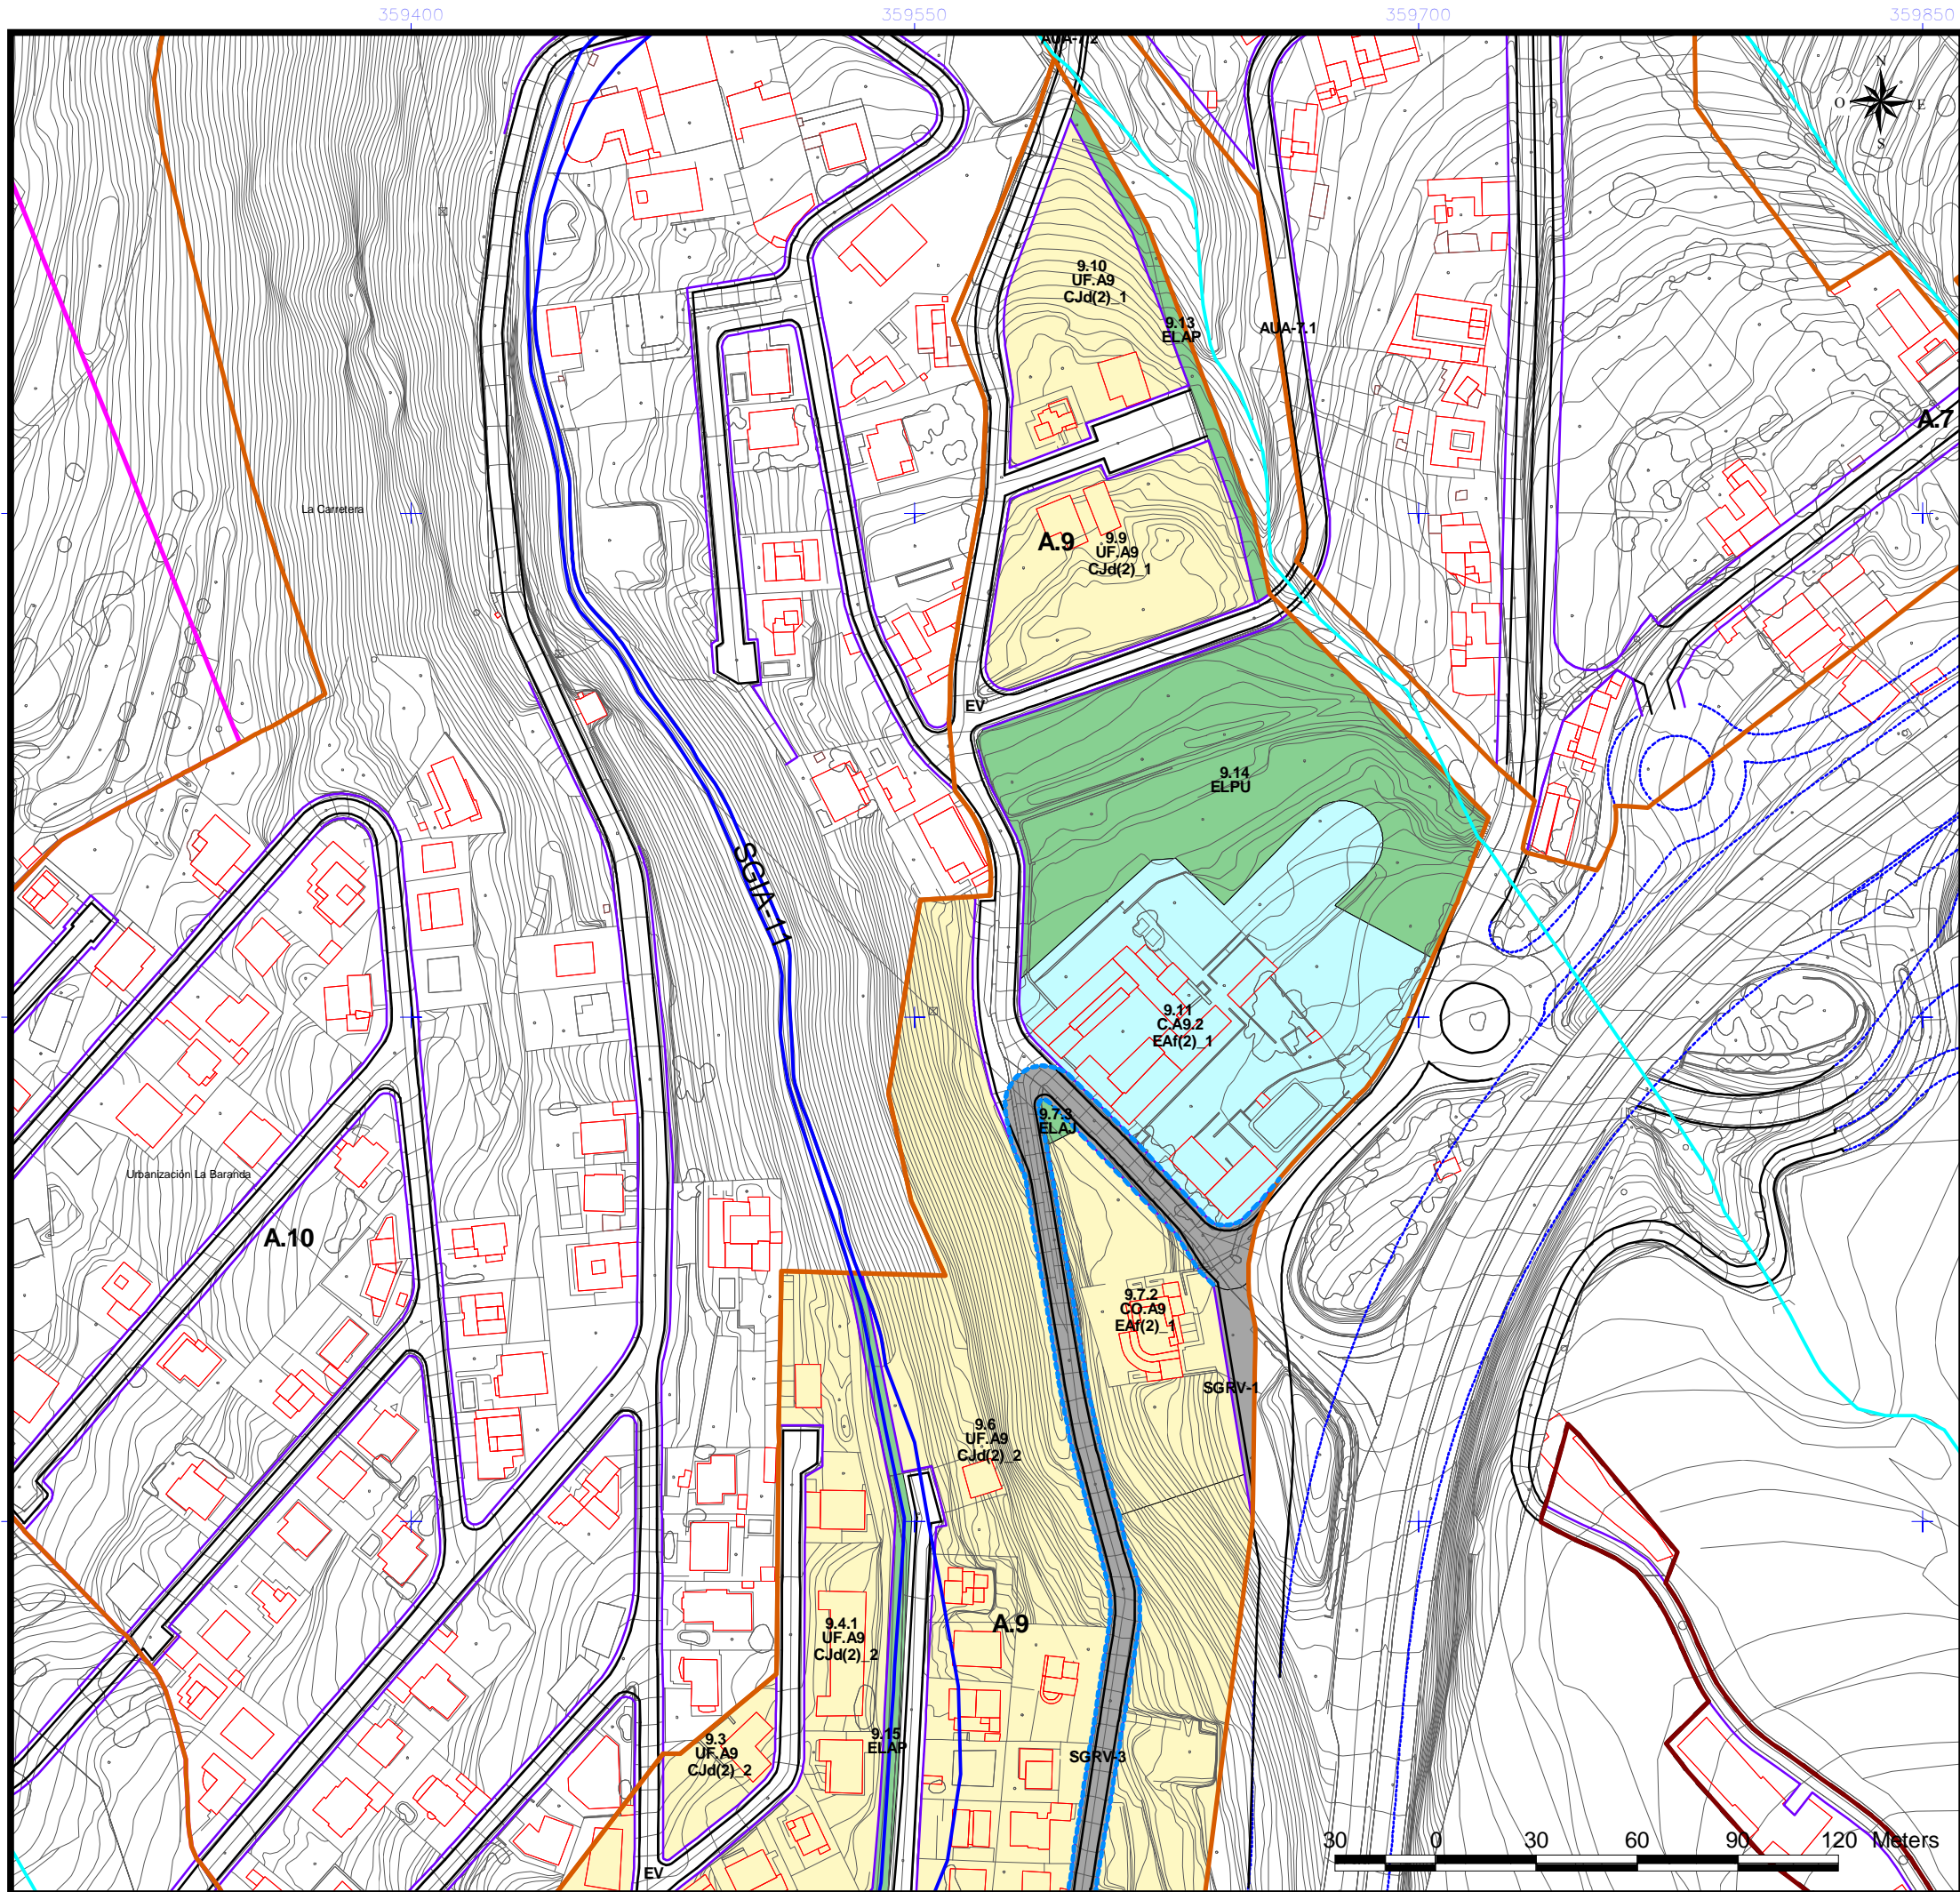 359400 359550 359700 359850
AUA-7.2
N
O E
S
9.10
UF.A9
CJd(2)_1
9.13
ELAP
AUA-7.1
A.7
La Carretera
A.9
9.9
UF.A9
CJd(2)_1
EV
9.14
ELPU
SGIA-11
9.11
C.A9.2
EAf(2)_1
9.7.3
ELAJ
Urbanización La Baranda
A.10
9.7.2
CO.A9
EAf(2)_1
SGRV-1
9.6
UF.A9
CJd(2)_2
A.9
9.4.1
UF.A9
CJd(2)_2
9.3
UF.A9
CJd(2)_2
9.15
ELAP
SGRV-3
EV
30 0 30 60 90 120 Meters